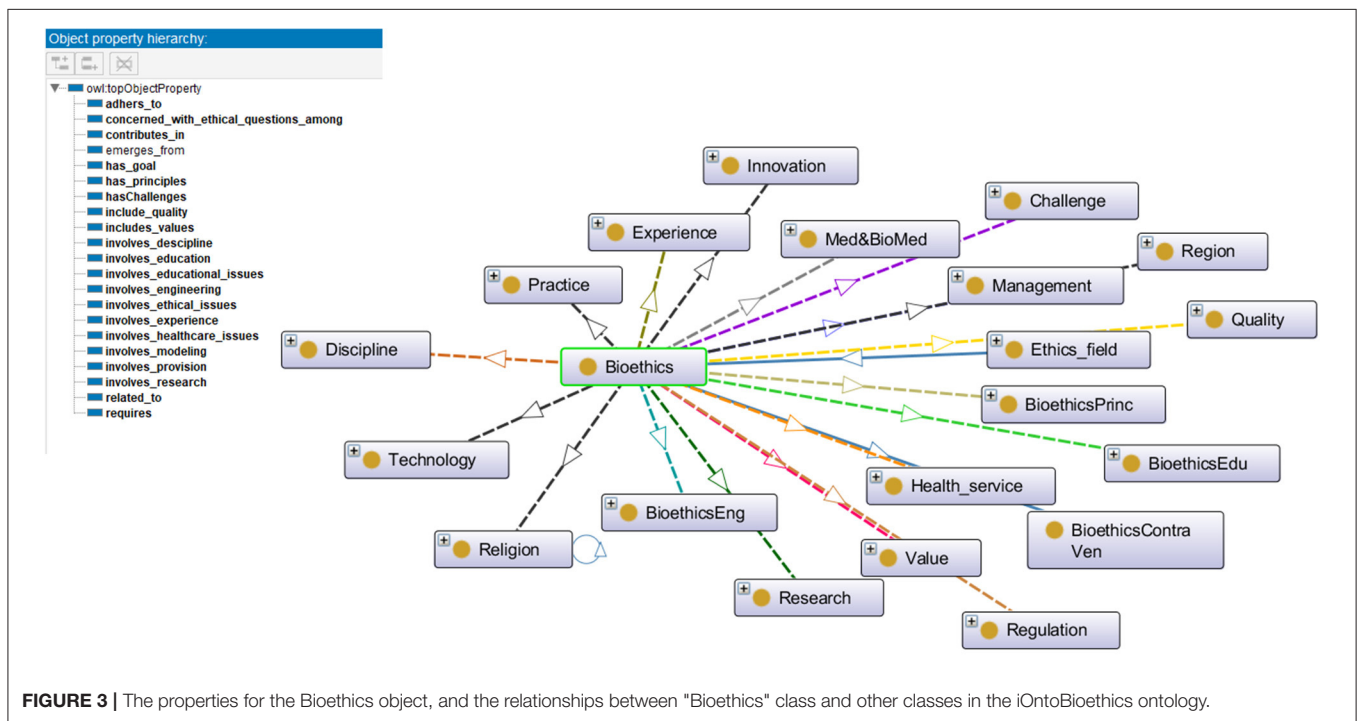 Object property hierarchy:
owl:topObjectProperty
adhers_to
concerned_with_ethical_questions_among
contributes_in
emerges_from
has_goal
has_principles
hasChallenges
include_quality
includes_values
involves_descipline
involves_education
involves_educational_issues
involves_engineering
involves_ethical_issues
involves_experience
involves_healthcare_issues
involves_modeling
involves_provision
involves_research
related_to
requires
Innovation
Challenge
Experience
Med&BioMed
Region
Practice
Management
Quality
Discipline
Ethics_field
Bioethics
BioethicsPrinc
Technology
BioethicsEdu
Health_service
BioethicsEng
BioethicsContra
Ven
Religion
Value
Research
Regulation
FIGURE 3 | The properties for the Bioethics object, and the relationships between "Bioethics" class and other classes in the iOntoBioethics ontology.